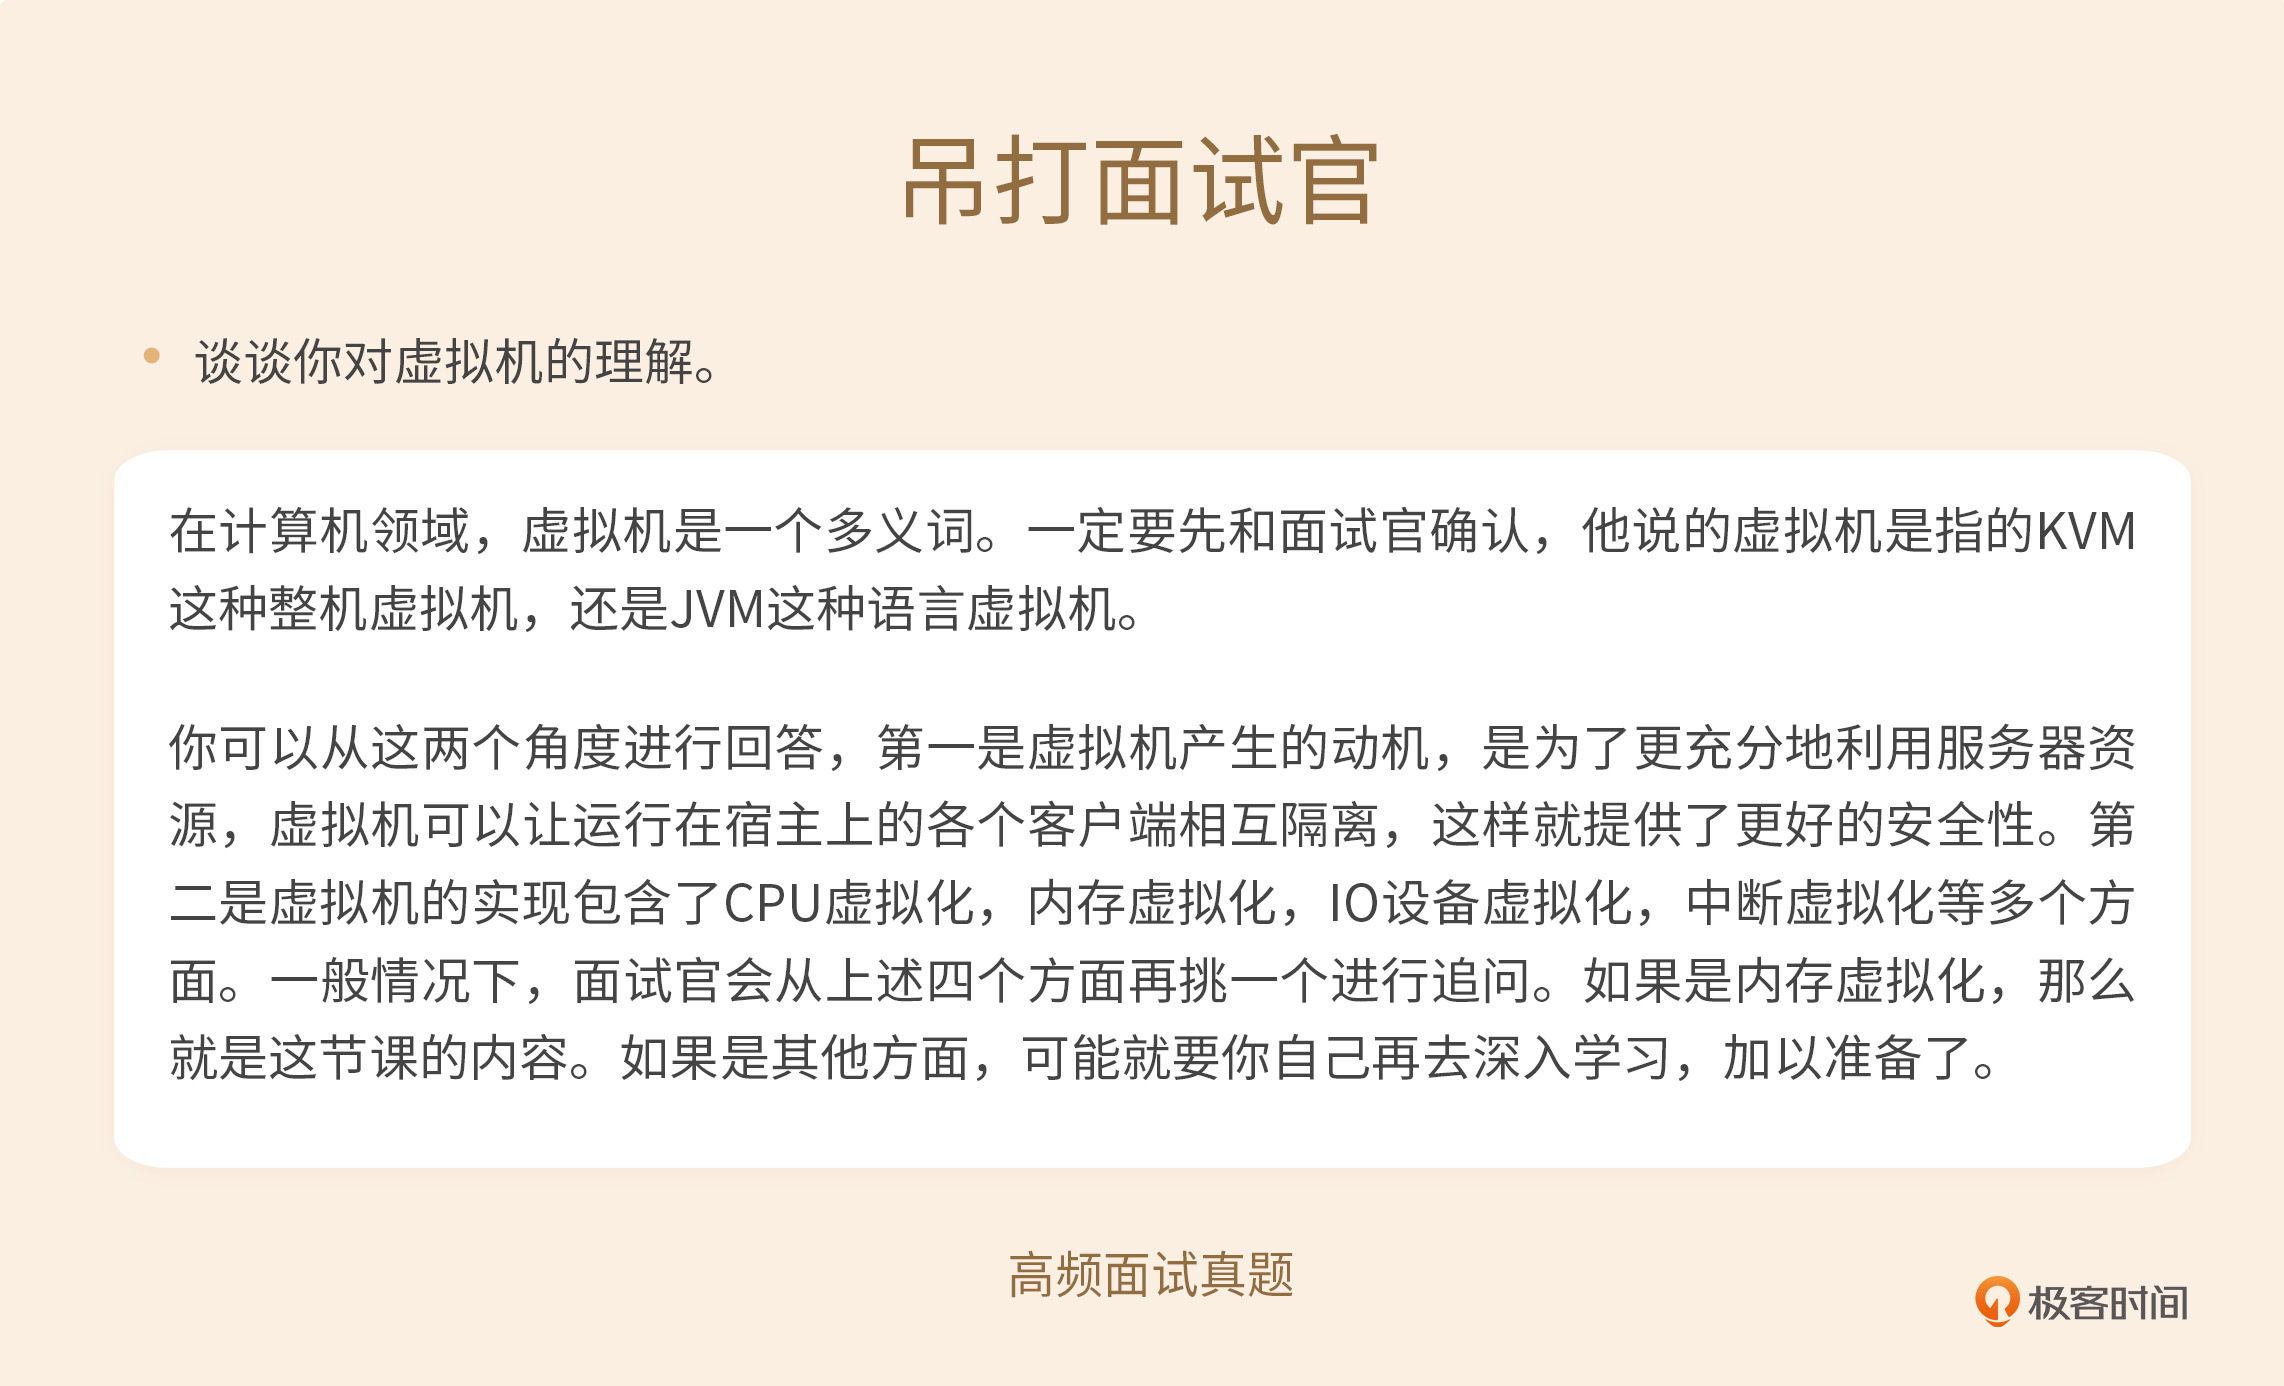 吊打面试官
谈谈你对虚拟机的理解。
在计算机领域，虚拟机是一个多义词。一定要先和面试官确认，他说的虚拟机是指的KVM
这种整机虚拟机，还是JVM这种语言虚拟机。
你可以从这两个角度进行回答，第一是虚拟机产生的动机，是为了更充分地利用服务器资
源，虚拟机可以让运行在宿主上的各个客户端相互隔离，这样就提供了更好的安全性。第
二是虚拟机的实现包含了CPU虚拟化，内存虚拟化，IO设备虚拟化，中断虚拟化等多个方
面。一般情况下，面试官会从上述四个方面再挑一个进行追问。如果是内存虚拟化，那么
就是这节课的内容。如果是其他方面，可能就要你自己再去深入学习，加以准备了。
高频面试真题
极客时间